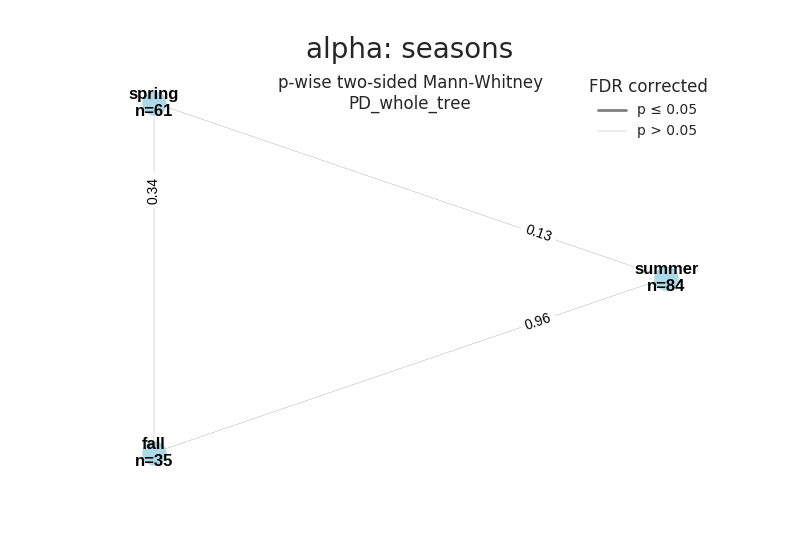 alpha: seasons
p-wise two-sided Mann-Whitney
PD_whole_tree
FDR corrected
p ≤ 0.05
p > 0.05
spring
n=61
0.34
0.13
summer
n=84
0.96
fall
n=35